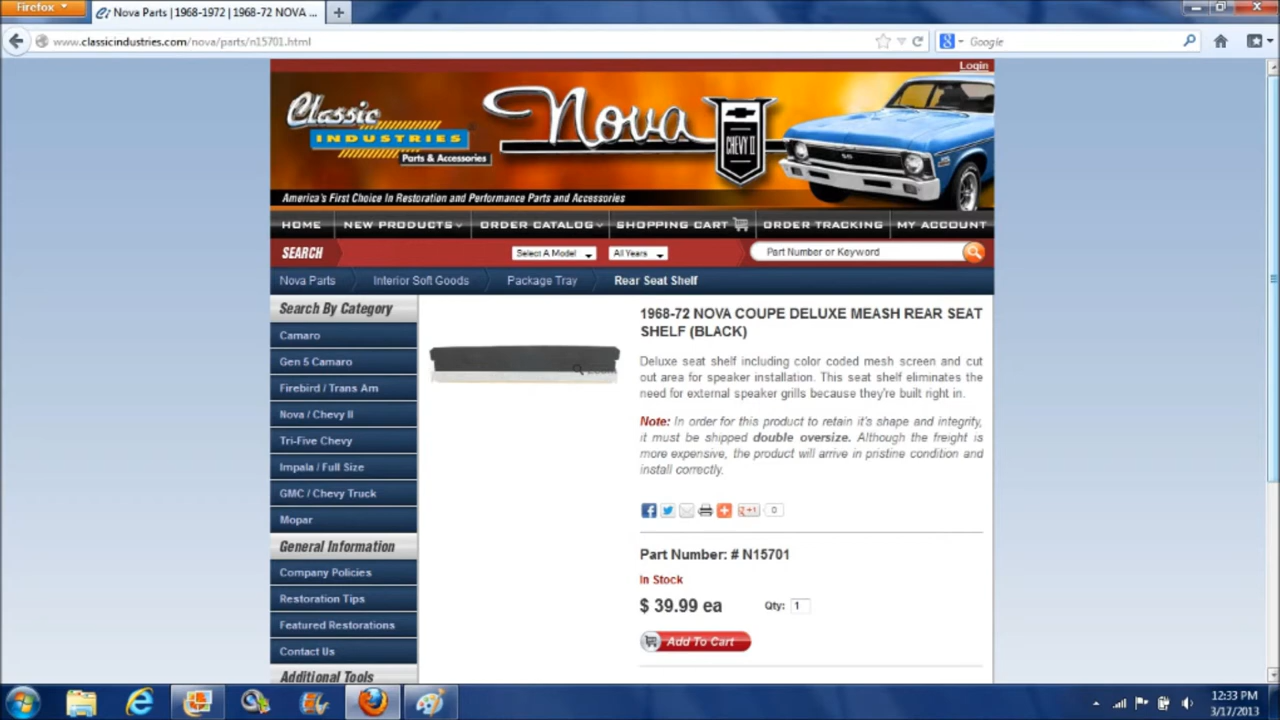 Firefox
Nova Parts | 1968-1972 | 1968-72 NOVA ...
www.classicindustries.com/nova/parts/n15701.html
Google
Login
Classic
INDUSTRIES
Parts & Accessories
Nova
CHEVY II
SS
America's First Choice In Restoration and Performance Parts and Accessories
HOME NEW PRODUCTS ORDER CATALOG SHOPPING CART ORDER TRACKING MY ACCOUNT
SEARCH Select A Model All Years Part Number or Keyword
Nova Parts Interior Soft Goods Package Tray Rear Seat Shelf
Search By Category
Camaro
Gen 5 Camaro
Firebird / Trans Am
Nova / Chevy II
Tri-Five Chevy
Impala / Full Size
GMC / Chevy Truck
Mopar
General Information
Company Policies
Restoration Tips
Featured Restorations
Contact Us
Additional Tools
1968-72 NOVA COUPE DELUXE MEASH REAR SEAT
SHELF (BLACK)
Deluxe seat shelf including color coded mesh screen and cut
out area for speaker installation. This seat shelf eliminates the
need for external speaker grills because they're built right in.
Note: In order for this product to retain it's shape and integrity,
it must be shipped double oversize. Although the freight is
more expensive, the product will arrive in pristine condition and
install correctly.
g+1 0
Part Number: # N15701
In Stock
$ 39.99 ea Qty: 1
Add To Cart
12:33 PM
3/17/2013